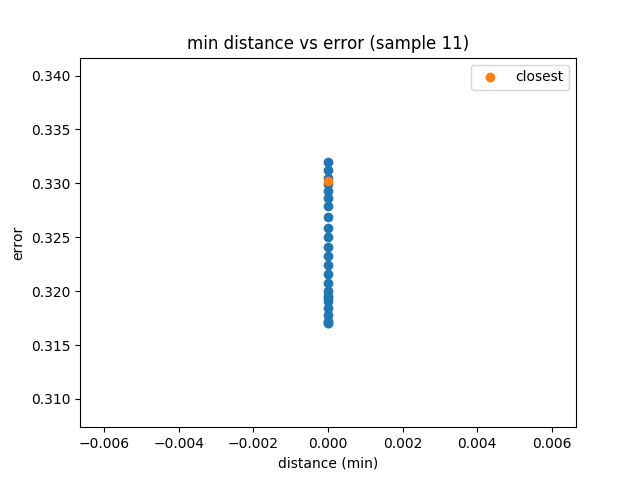 min distance vs error (sample 11)
closest
0.340
0.335
0.330
0.325
0.320
0.315
0.310
error
−0.006 −0.004 −0.002 0.000 0.002 0.004 0.006
distance (min)